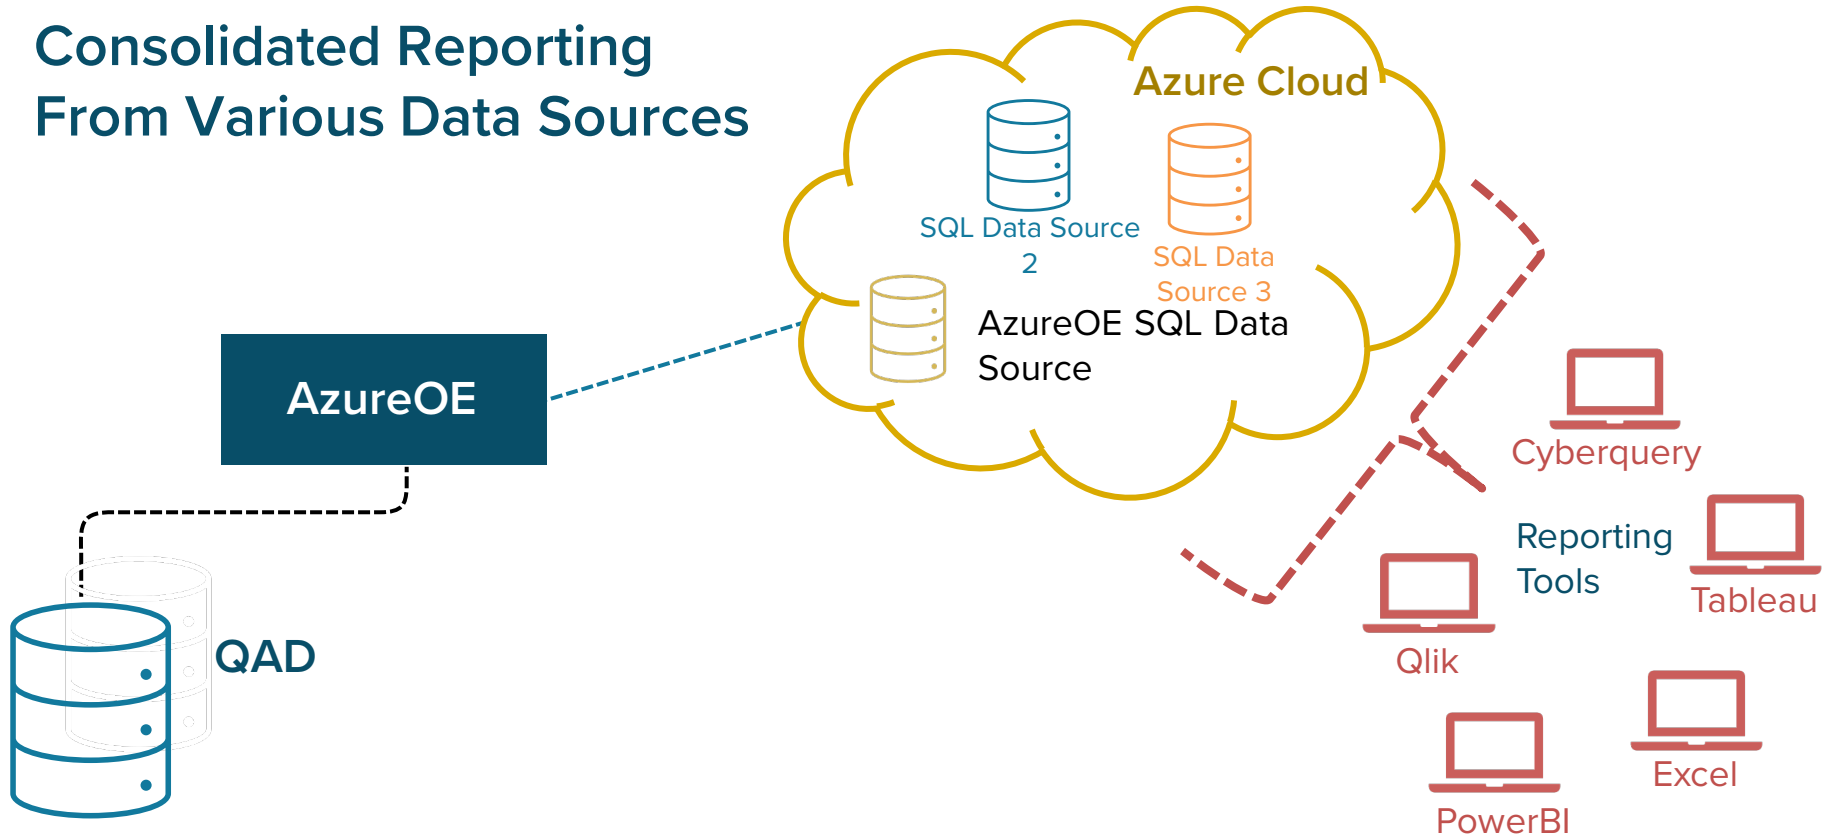 Consolidated Reporting
From Various Data Sources
Azure Cloud
SQL Data Source
2
SQL Data
Source 3
AzureOE SQL Data
Source
AzureOE
QAD
Cyberquery
Reporting
Tools
Tableau
Qlik
Excel
PowerBI